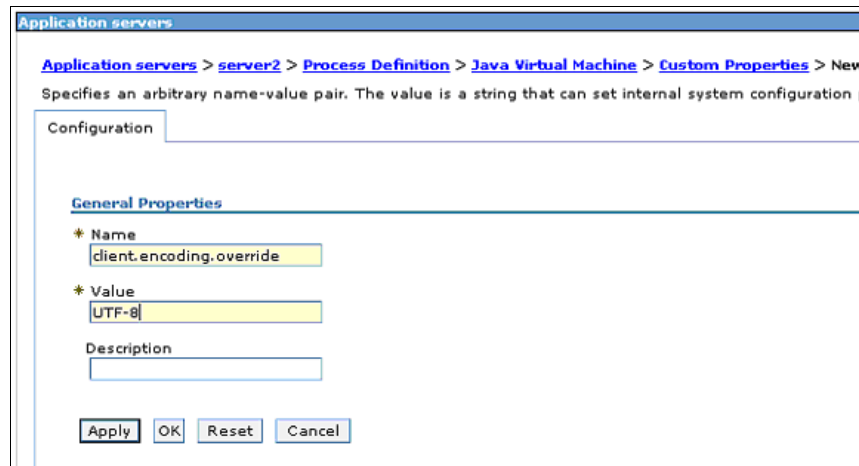 Application servers
Application servers > server2 > Process Definition > Java Virtual Machine > Custom Properties > New
Specifies an arbitrary name-value pair. The value is a string that can set internal system configuration
Configuration
General Properties
* Name
client.encoding.override
* Value
UTF-8
Description
Apply OK Reset Cancel